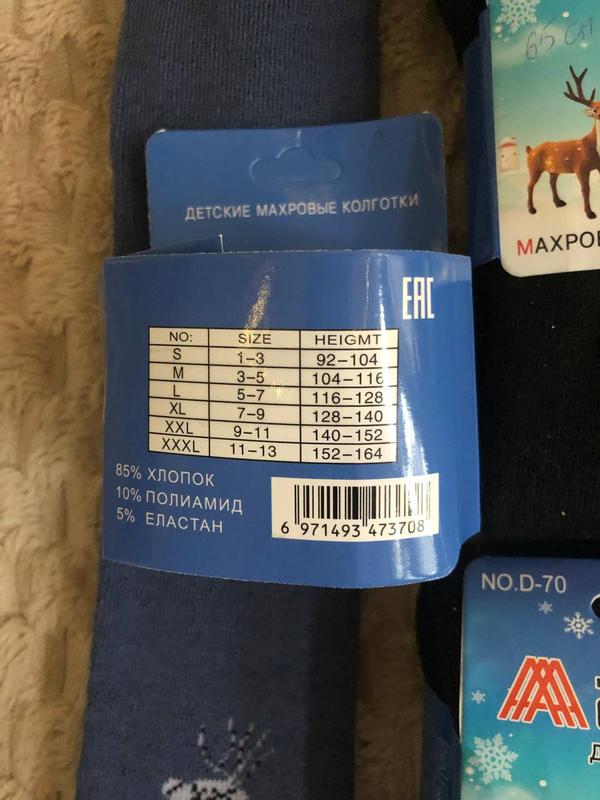 65 см
МАХРО
ДЕТСКИЕ МАХРОВЫЕ КОЛГОТКИ
EAC
NO: SIZE HEIGMT
S 1-3 92-104
M 3-5 104-116
L 5-7 116-128
XL 7-9 128-140
XXL 9-11 140-152
XXXL 11-13 152-164
85% ХЛОПОК
10% ПОЛИАМИД
5% ЕЛАСТАН
6 971493 473708
NO.D-70